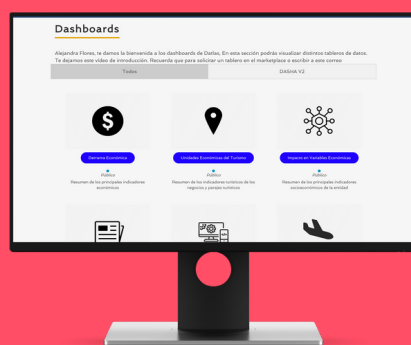 Dashboards
Alejandra Flores, te damos la bienvenida a los dashboards de Datlas, En esta sección podrás visualizar distintos tableros de datos.
Te dejamos este video de introducción. Recuerda que para solicitar un tablero en el marketplace o escribir a este correo
Todos DASHA V2
Derrama Económica Unidades Económicas del Turismo Impacto en Variables Económicas
Público Público Público
Resumen de los principales indicadores Resumen de los indicadores turísticos de los Resumen de los principales indicadores
económicos negocios y parajes turísticos socioeconómicos de la entidad